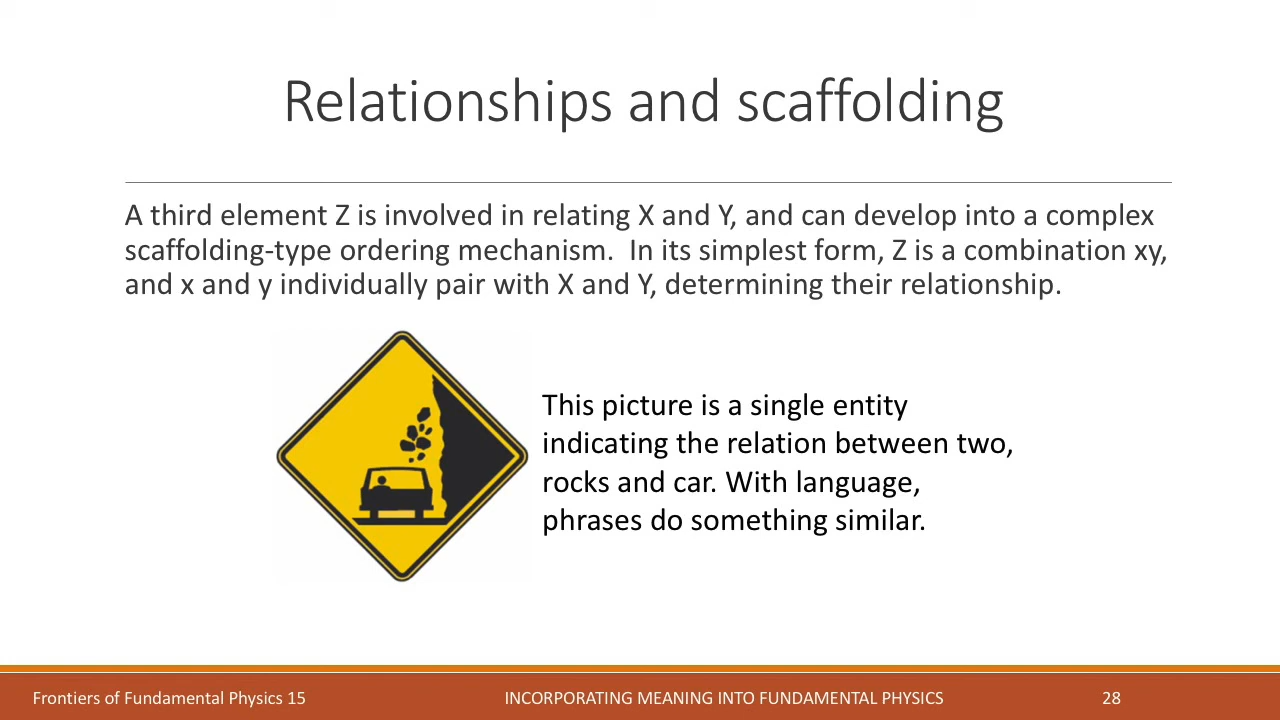 Relationships and scaffolding
A third element Z is involved in relating X and Y, and can develop into a complex
scaffolding-type ordering mechanism.  In its simplest form, Z is a combination xy,
and x and y individually pair with X and Y, determining their relationship.
This picture is a single entity
indicating the relation between two,
rocks and car. With language,
phrases do something similar.
Frontiers of Fundamental Physics 15
INCORPORATING MEANING INTO FUNDAMENTAL PHYSICS
28